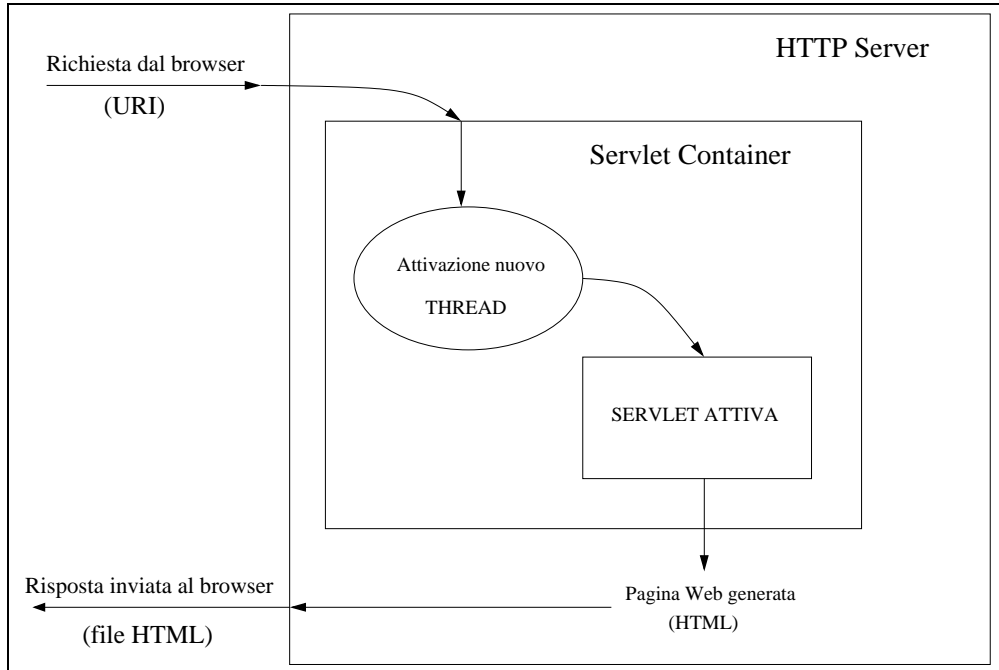 HTTP Server
Richiesta dal browser
(URI)
Servlet Container
Attivazione nuovo
THREAD
SERVLET ATTIVA
Pagina Web generata
(HTML)
Risposta inviata al browser
(file HTML)